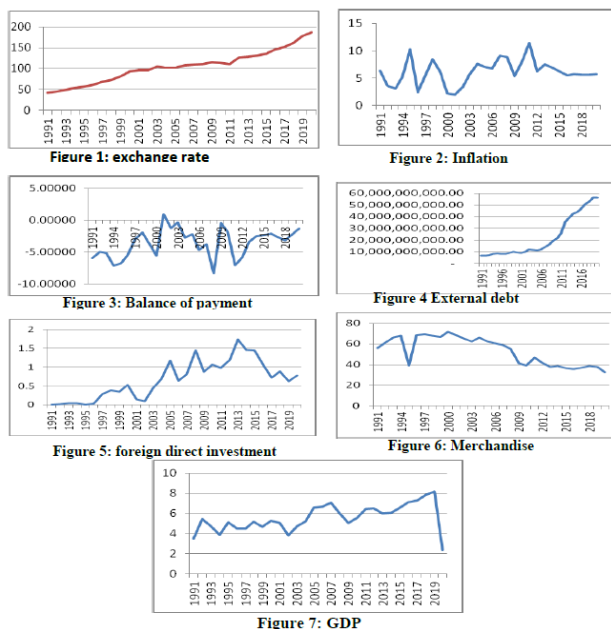 200
150
100
50
0
1991 1993 1995 1997 1999 2001 2003 2005 2007 2009 2011 2013 2015 2017 2019
Figure 1: exchange rate
15
10
5
0
1991 1994 1997 2000 2003 2006 2009 2012 2015 2018
Figure 2: Inflation
5.00000
0.00000
-5.00000
-10.00000
1991 1994 1997 2000 2003 2006 2009 2012 2015 2018
Figure 3: Balance of payment
60,000,000,000.00
50,000,000,000.00
40,000,000,000.00
30,000,000,000.00
20,000,000,000.00
10,000,000,000.00
-
1991 1996 2001 2006 2011 2016
Figure 4 External debt
2
1.5
1
0.5
0
1991 1993 1995 1997 1999 2001 2003 2005 2007 2009 2011 2013 2015 2017 2019
Figure 5: foreign direct investment
80
60
40
20
0
1991 1994 1997 2000 2003 2006 2009 2012 2015 2018
Figure 6: Merchandise
10
8
6
4
2
0
1991 1993 1995 1997 1999 2001 2003 2005 2007 2009 2011 2013 2015 2017 2019
Figure 7: GDP